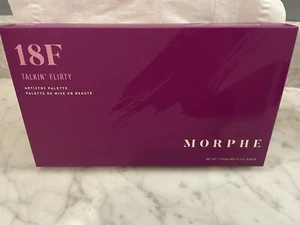 18F
TALKIN' FLIRTY
ARTISTRY PALETTE
PALETTE DE MISE EN BEAUTÉ
MORPHE